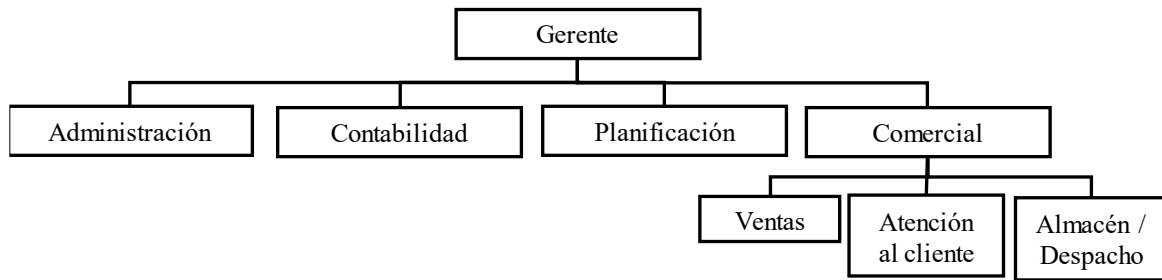 Gerente
Administración
Contabilidad
Planificación
Comercial
Ventas
Atención
al cliente
Almacén /
Despacho